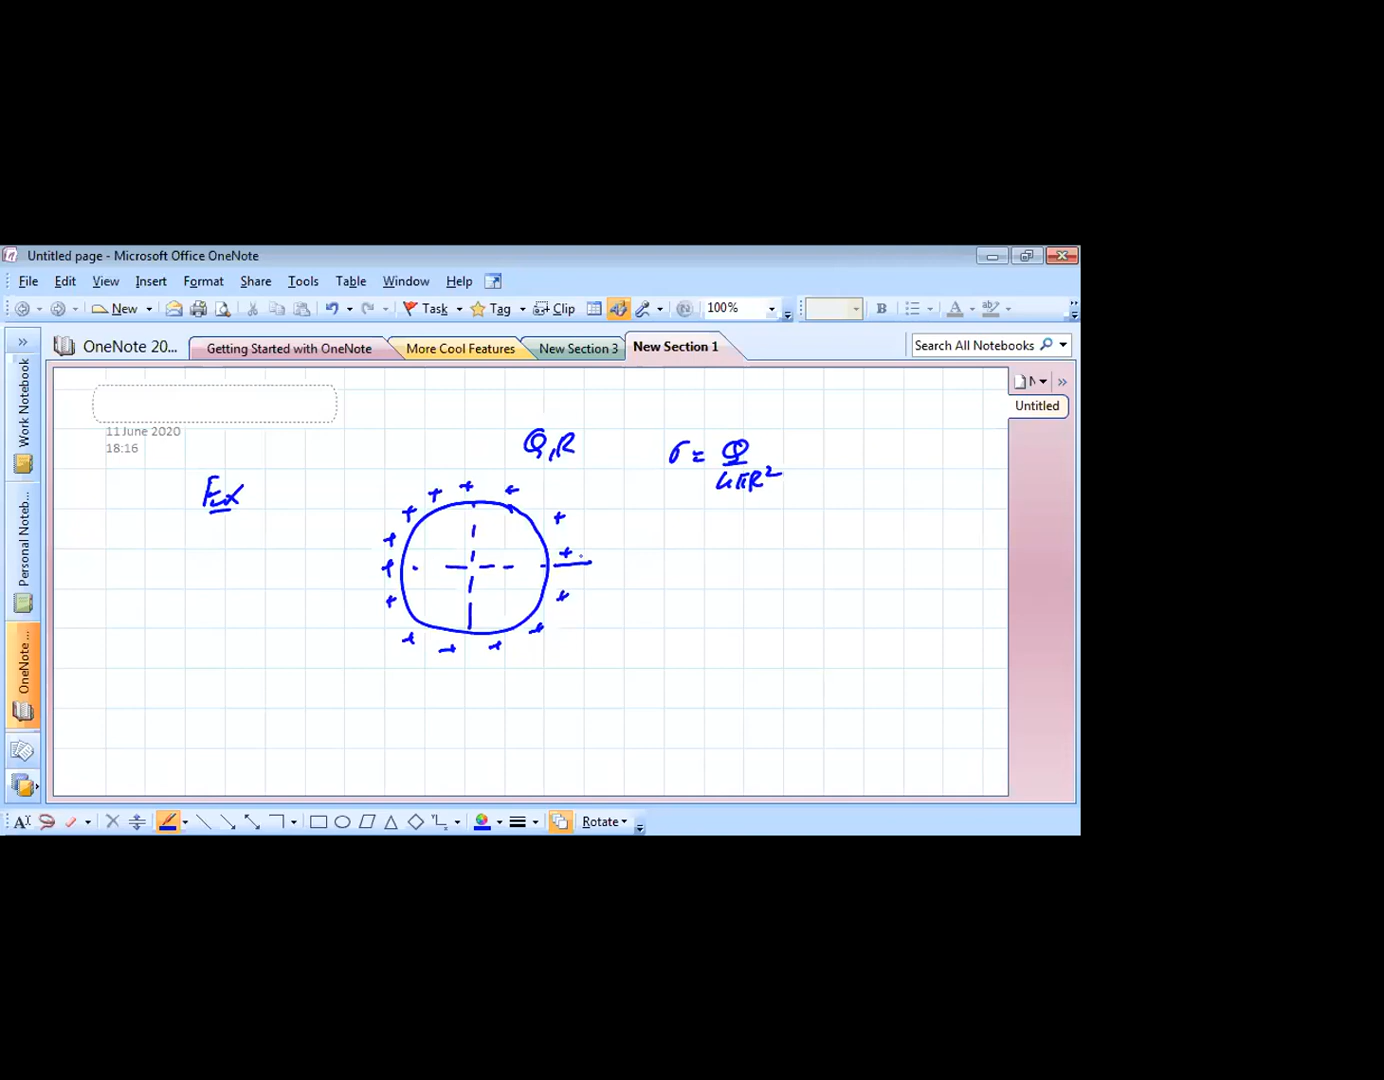 Untitled page - Microsoft Office OneNote
File Edit View Insert Format Share Tools Table Window Help
New Task Tag Clip 100% B A ab
OneNote 20... Getting Started with OneNote More Cool Features New Section 3 New Section 1 Search All Notebooks
Work Notebook
Personal Noteb...
OneNote ...
N
Untitled
11 June 2020
18:16
Q,R
σ = Q
4πR²
Ex
A Rotate